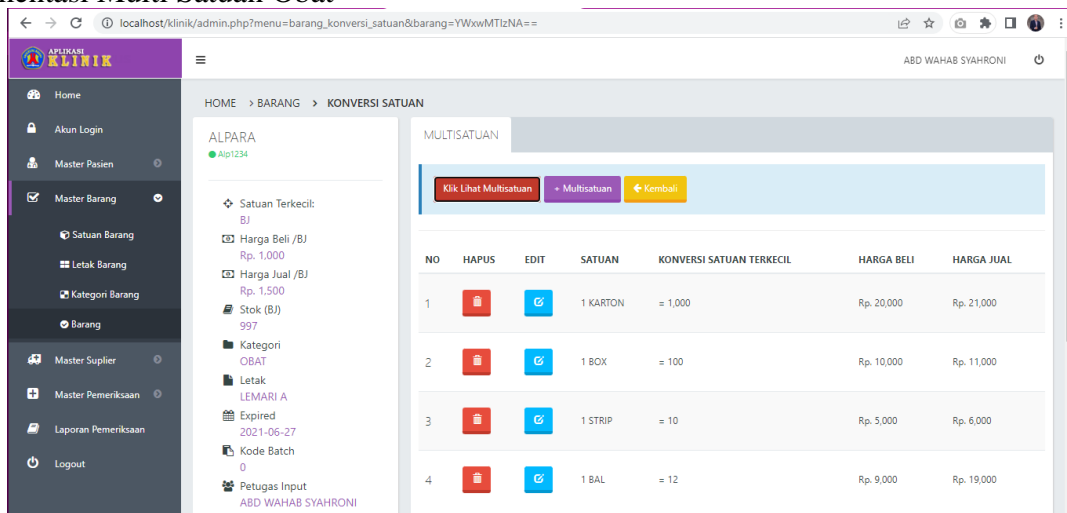 Multi Satuan Obat
localhost/klinik/admin.php?menu=barang_konversi_satuan&barang=YWxwMTIzNA==
APLIKASI
KLINIK
ABD WAHAB SYAHRONI
Home
Akun Login
Master Pasien
Master Barang
Satuan Barang
Letak Barang
Kategori Barang
Barang
Master Suplier
Master Pemeriksaan
Laporan Pemeriksaan
Logout
HOME > BARANG > KONVERSI SATUAN
ALPARA
Alp1234
Satuan Terkecil:
BJ
Harga Beli /BJ
Rp. 1,000
Harga Jual /BJ
Rp. 1,500
Stok (BJ)
997
Kategori
OBAT
Letak
LEMARI A
Expired
2021-06-27
Kode Batch
0
Petugas Input
ABD WAHAB SYAHRONI
MULTISATUAN
Klik Lihat Multisatuan + Multisatuan Kembali
NO HAPUS EDIT SATUAN KONVERSI SATUAN TERKECIL HARGA BELI HARGA JUAL
1 1 KARTON = 1,000 Rp. 20,000 Rp. 21,000
2 1 BOX = 100 Rp. 10,000 Rp. 11,000
3 1 STRIP = 10 Rp. 5,000 Rp. 6,000
4 1 BAL = 12 Rp. 9,000 Rp. 19,000